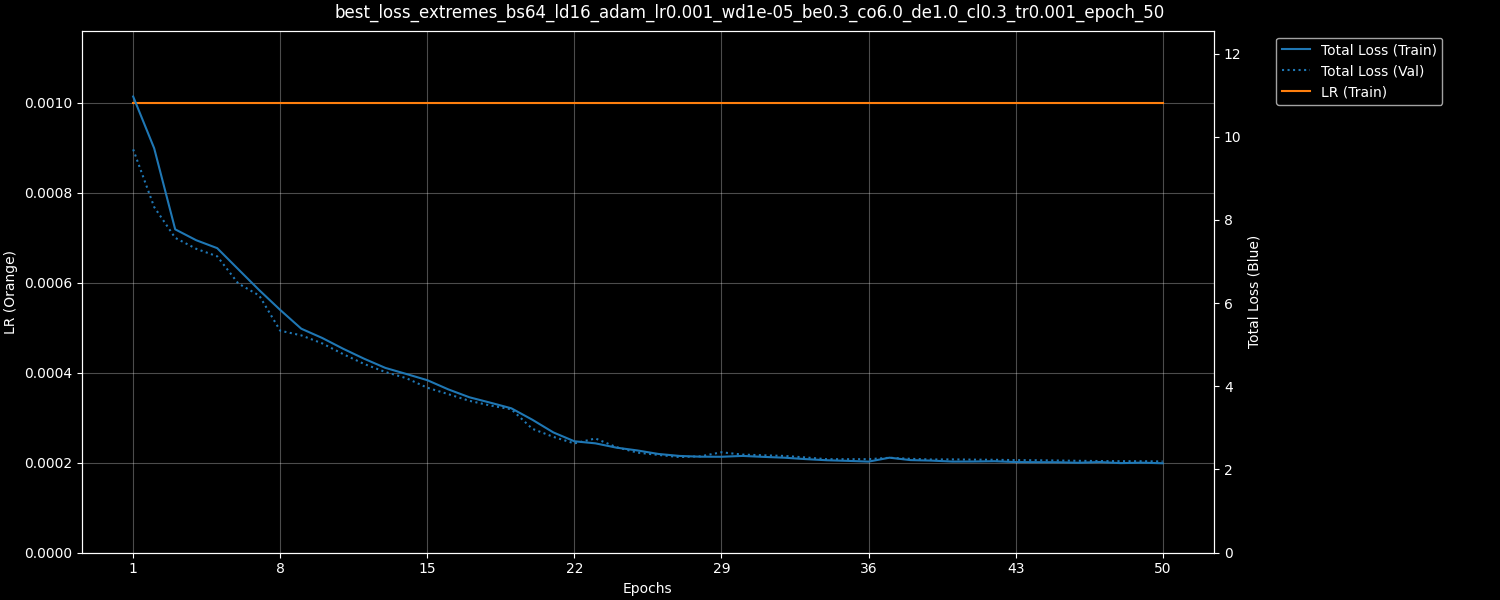 best_loss_extremes_bs64_ld16_adam_lr0.001_wd1e-05_be0.3_co6.0_de1.0_cl0.3_tr0.001_epoch_50
Total Loss (Train)
Total Loss (Val)
LR (Train)
LR (Orange)
0.0010
0.0008
0.0006
0.0004
0.0002
0.0000
12
10
8
6
4
2
0
Total Loss (Blue)
1 8 15 22 29 36 43 50
Epochs